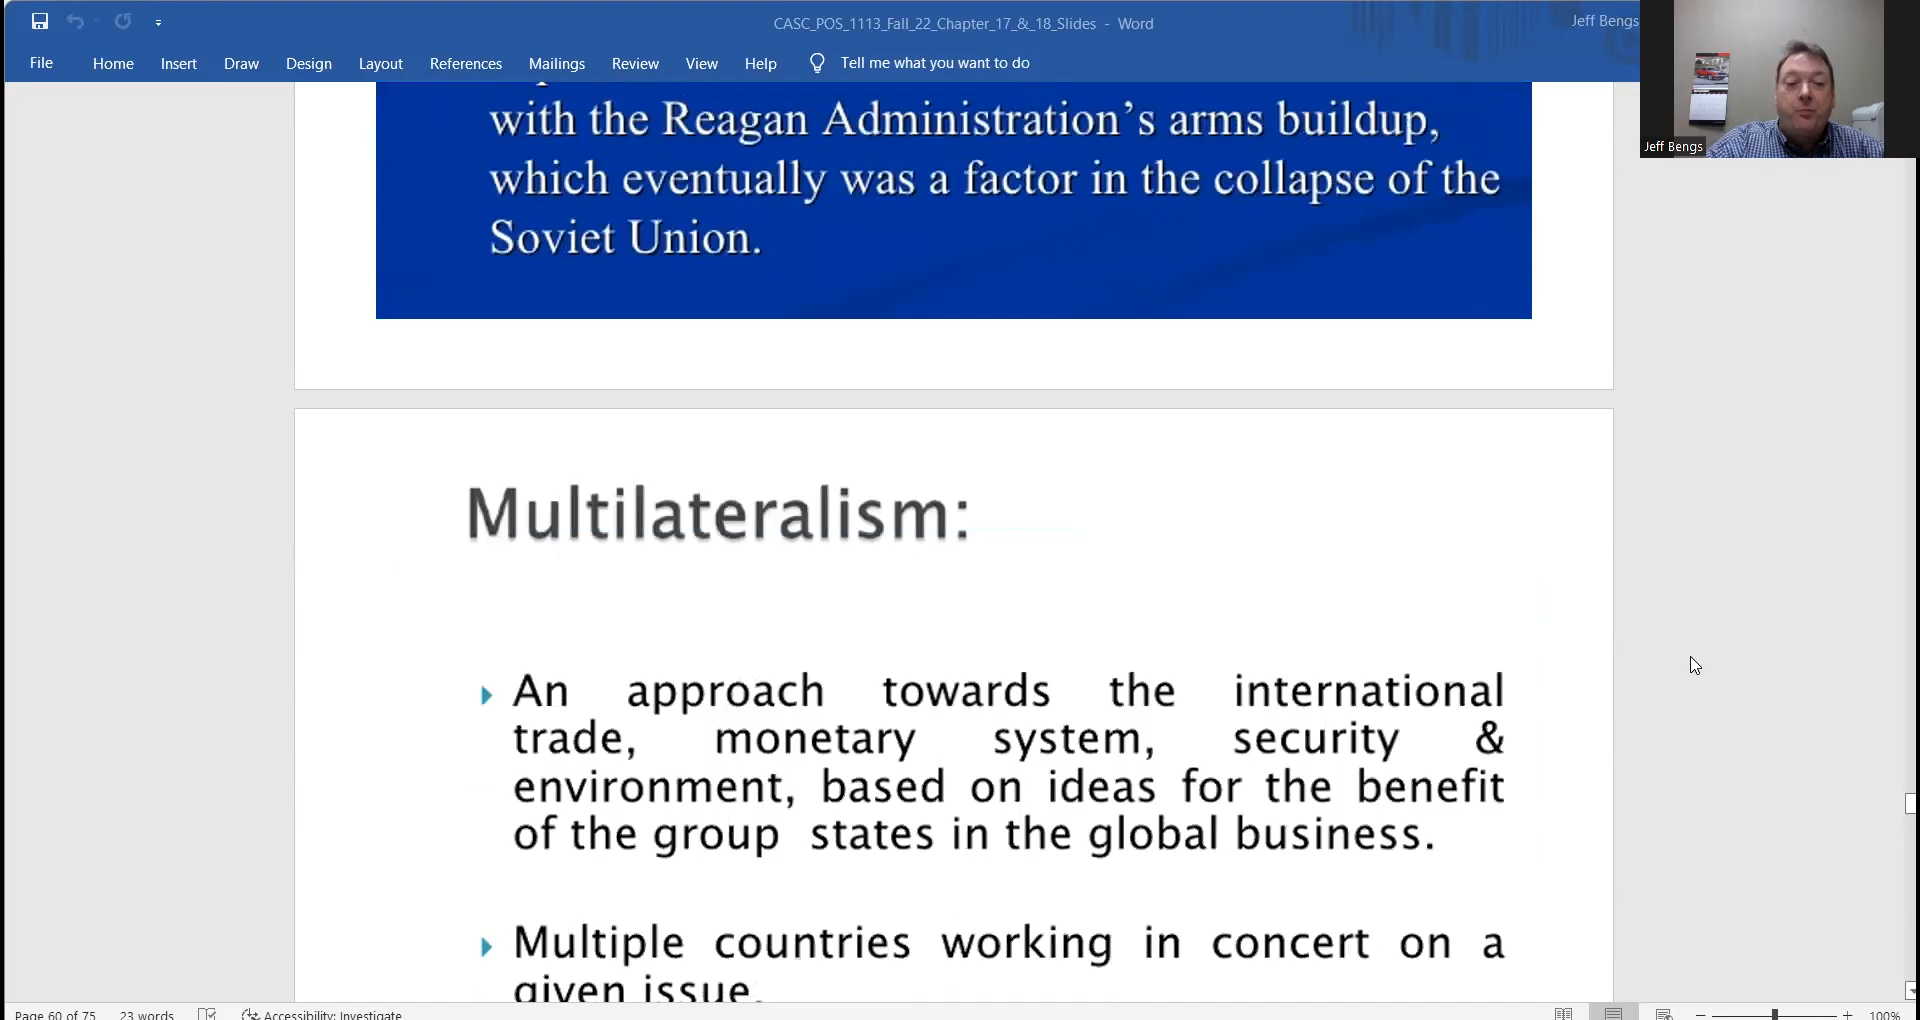 CASC_POS_1113_Fall_22_Chapter_17_&_18_Slides - Word
Jeff Bengs
File Home Insert Draw Design Layout References Mailings Review View Help Tell me what you want to do
Jeff Bengs
with the Reagan Administration’s arms buildup,
which eventually was a factor in the collapse of the
Soviet Union.
Multilateralism:
An approach towards the international
trade, monetary system, security &
environment, based on ideas for the benefit
of the group states in the global business.
Multiple countries working in concert on a
given issue.
Page 60 of 75 23 words Accessibility: Investigate 100%